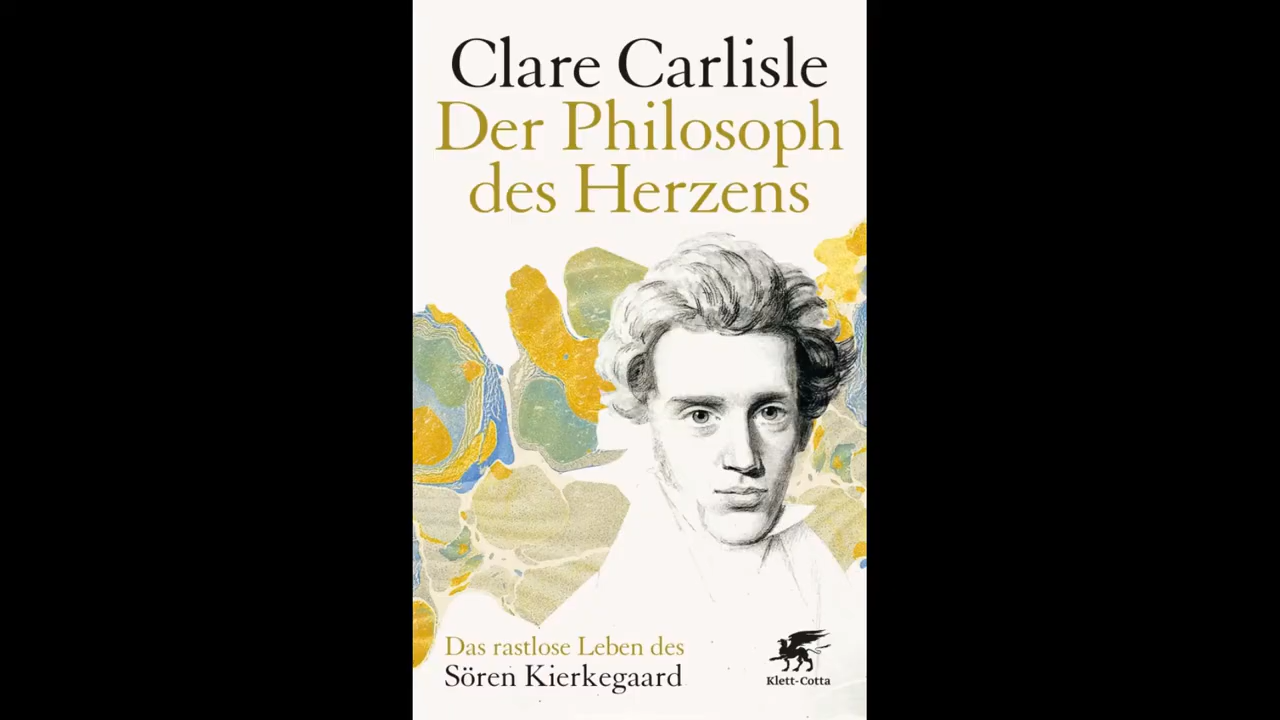 Clare Carlisle
Der Philosoph
des Herzens
Das rastlose Leben des
Sören Kierkegaard
Klett-Cotta